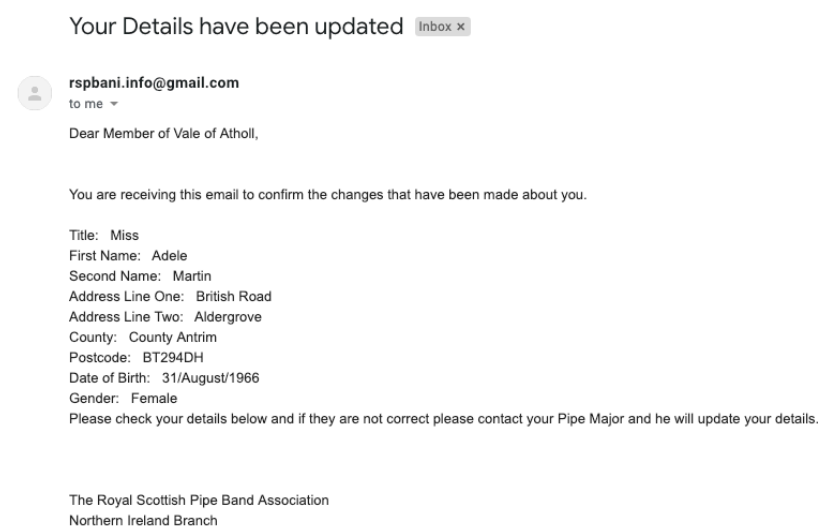 Your Details have been updated Inbox x
rspbani.info@gmail.com
to me
Dear Member of Vale of Atholl,
You are receiving this email to confirm the changes that have been made about you.
Title: Miss
First Name: Adele
Second Name: Martin
Address Line One: British Road
Address Line Two: Aldergrove
County: County Antrim
Postcode: BT294DH
Date of Birth: 31/August/1966
Gender: Female
Please check your details below and if they are not correct please contact your Pipe Major and he will update your details.
The Royal Scottish Pipe Band Association
Northern Ireland Branch